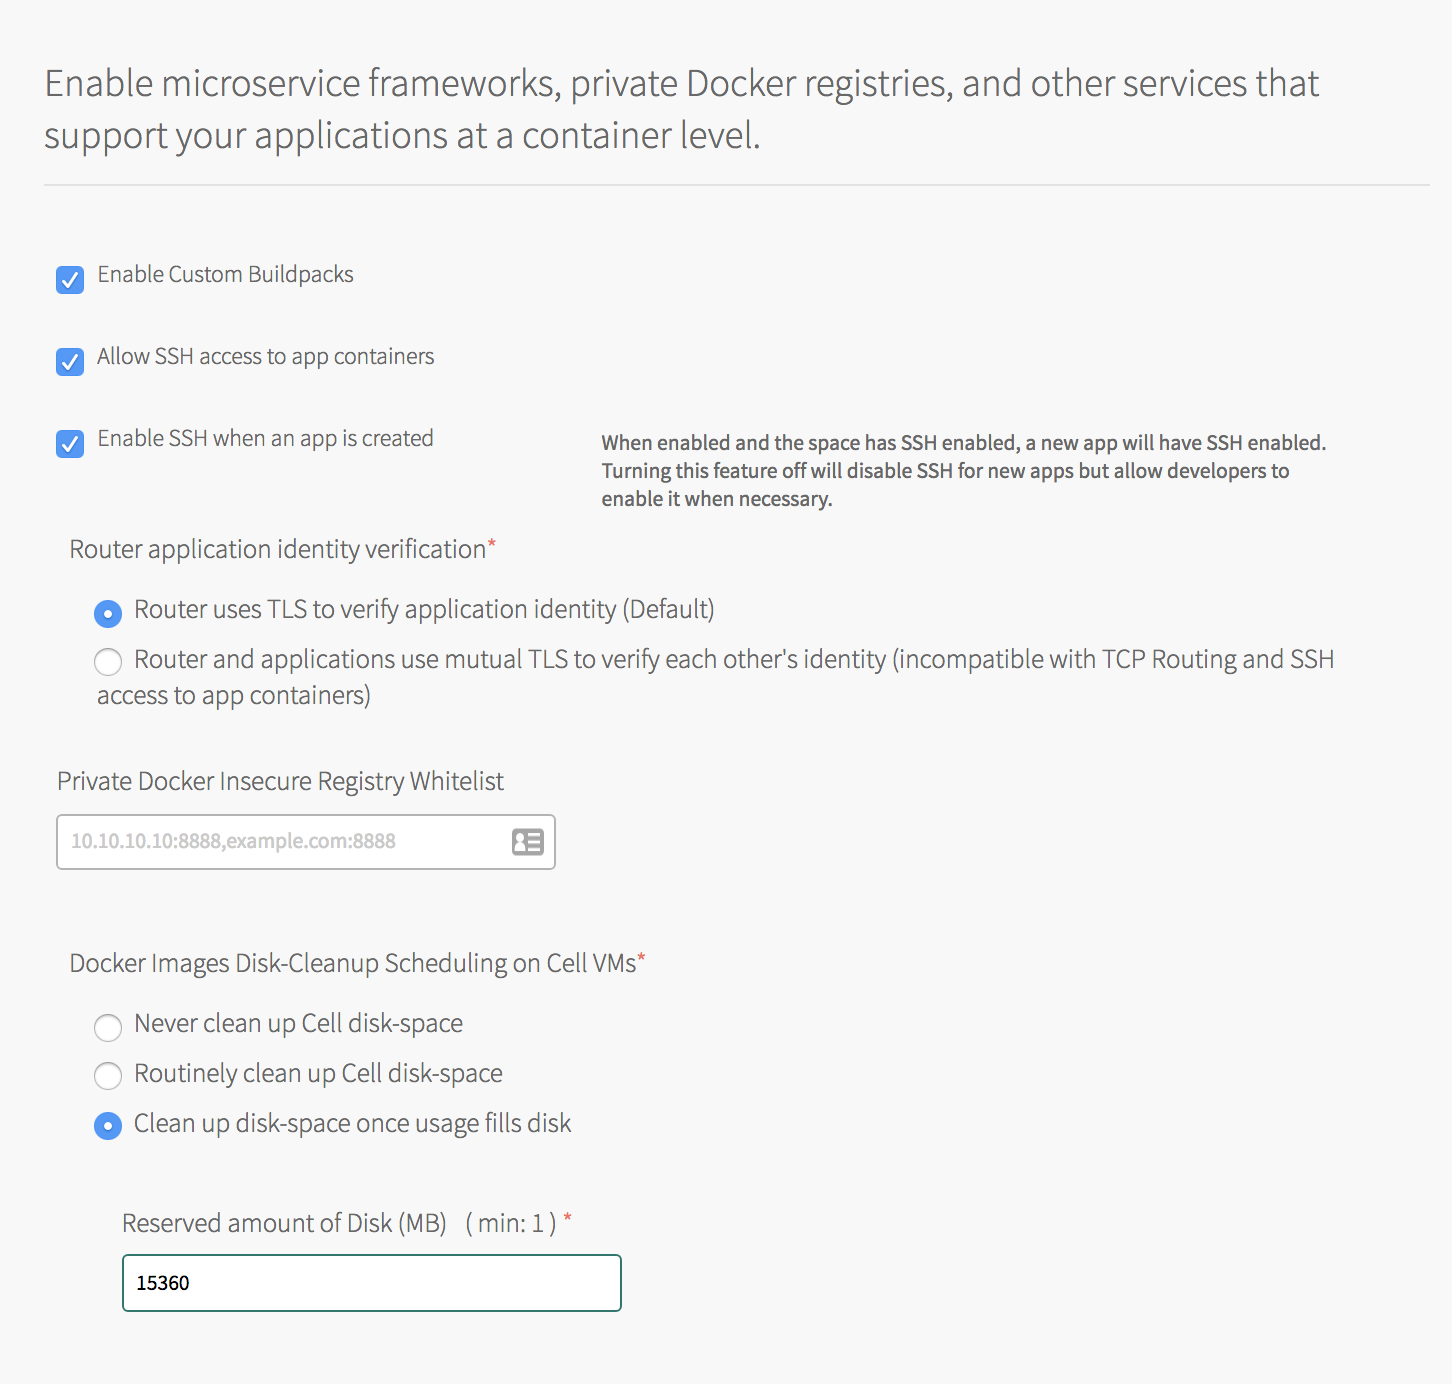 Enable microservice frameworks, private Docker registries, and other services that
support your applications at a container level.
Enable Custom Buildpacks
Allow SSH access to app containers
Enable SSH when an app is created
When enabled and the space has SSH enabled, a new app will have SSH enabled.
Turning this feature off will disable SSH for new apps but allow developers to
enable it when necessary.
Router application identity verification*
Router uses TLS to verify application identity (Default)
Router and applications use mutual TLS to verify each other's identity (incompatible with TCP Routing and SSH
access to app containers)
Private Docker Insecure Registry Whitelist
10.10.10.10:8888,example.com:8888
Docker Images Disk-Cleanup Scheduling on Cell VMs*
Never clean up Cell disk-space
Routinely clean up Cell disk-space
Clean up disk-space once usage fills disk
Reserved amount of Disk (MB) ( min: 1 ) *
15360